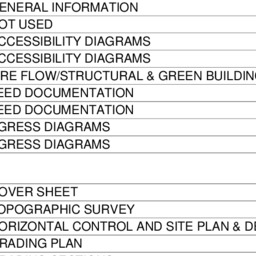 ENERAL INFORMATION
OT USED
CCESSIBILITY DIAGRAMS
CCESSIBILITY DIAGRAMS
RE FLOW/STRUCTURAL & GREEN BUILDING
EED DOCUMENTATION
EED DOCUMENTATION
GRESS DIAGRAMS
GRESS DIAGRAMS
OVER SHEET
OPOGRAPHIC SURVEY
ORIZONTAL CONTROL AND SITE PLAN & DE
RADING PLAN